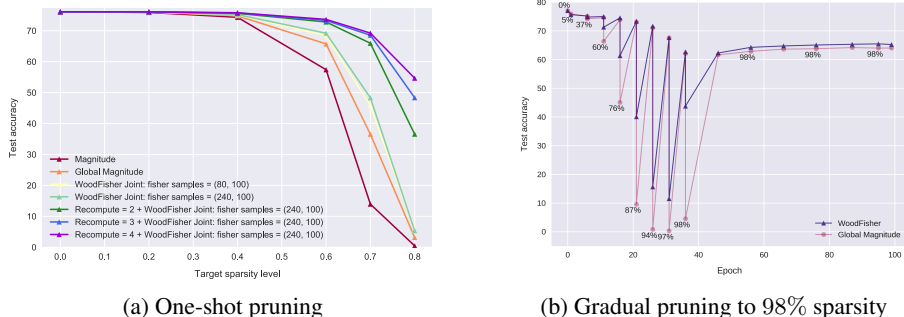 Test accuracy
70
60
50
40
30
20
10
0
0.0 0.1 0.2 0.3 0.4 0.5 0.6 0.7 0.8
Target sparsity level
Magnitude
Global Magnitude
WoodFisher Joint: fisher samples = (80, 100)
WoodFisher Joint: fisher samples = (240, 100)
Recompute = 2 + WoodFisher Joint: fisher samples = (240, 100)
Recompute = 3 + WoodFisher Joint: fisher samples = (240, 100)
Recompute = 4 + WoodFisher Joint: fisher samples = (240, 100)
(a) One-shot pruning
Test accuracy
80
70
60
50
40
30
20
10
0
0%
5%
37%
60%
76%
87%
94%
97%
98%
98%
98%
98%
WoodFisher
Global Magnitude
0 20 40 60 80 100
Epoch
(b) Gradual pruning to 98% sparsity